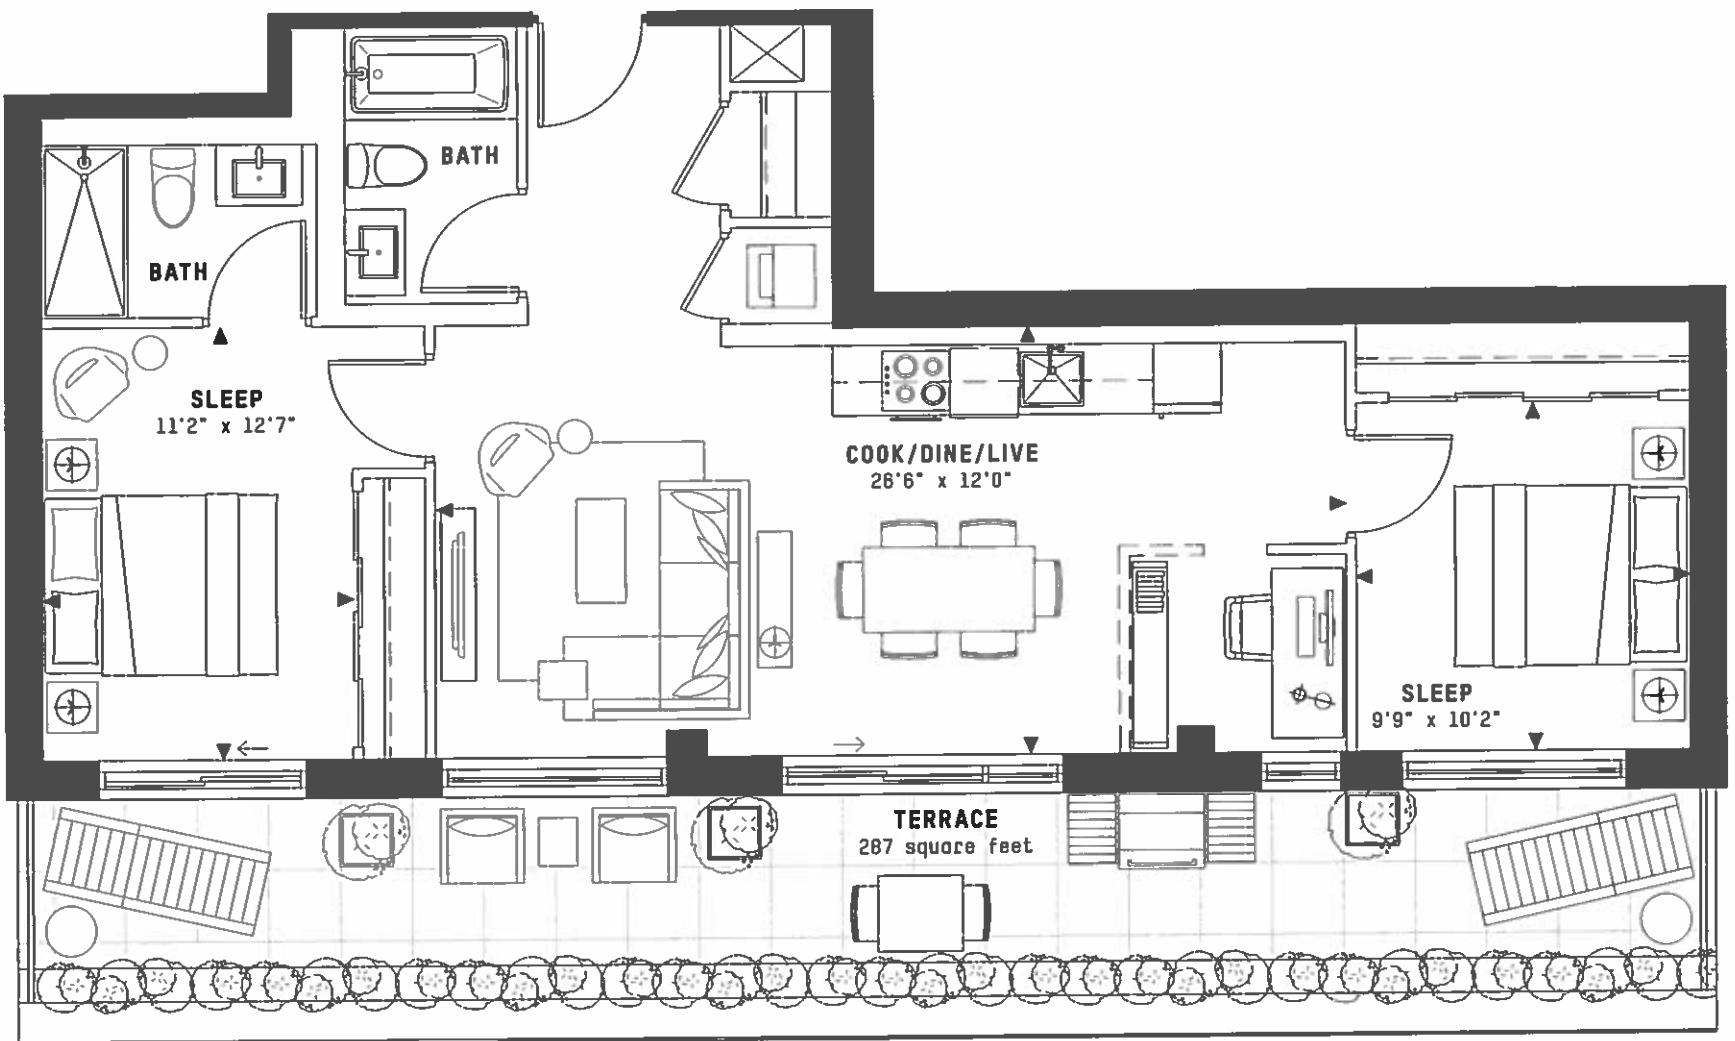 BATH
BATH
SLEEP
11'2" x 12'7"
COOK/DINE/LIVE
26'6" x 12'0"
SLEEP
9'9" x 10'2"
TERRACE
287 square feet